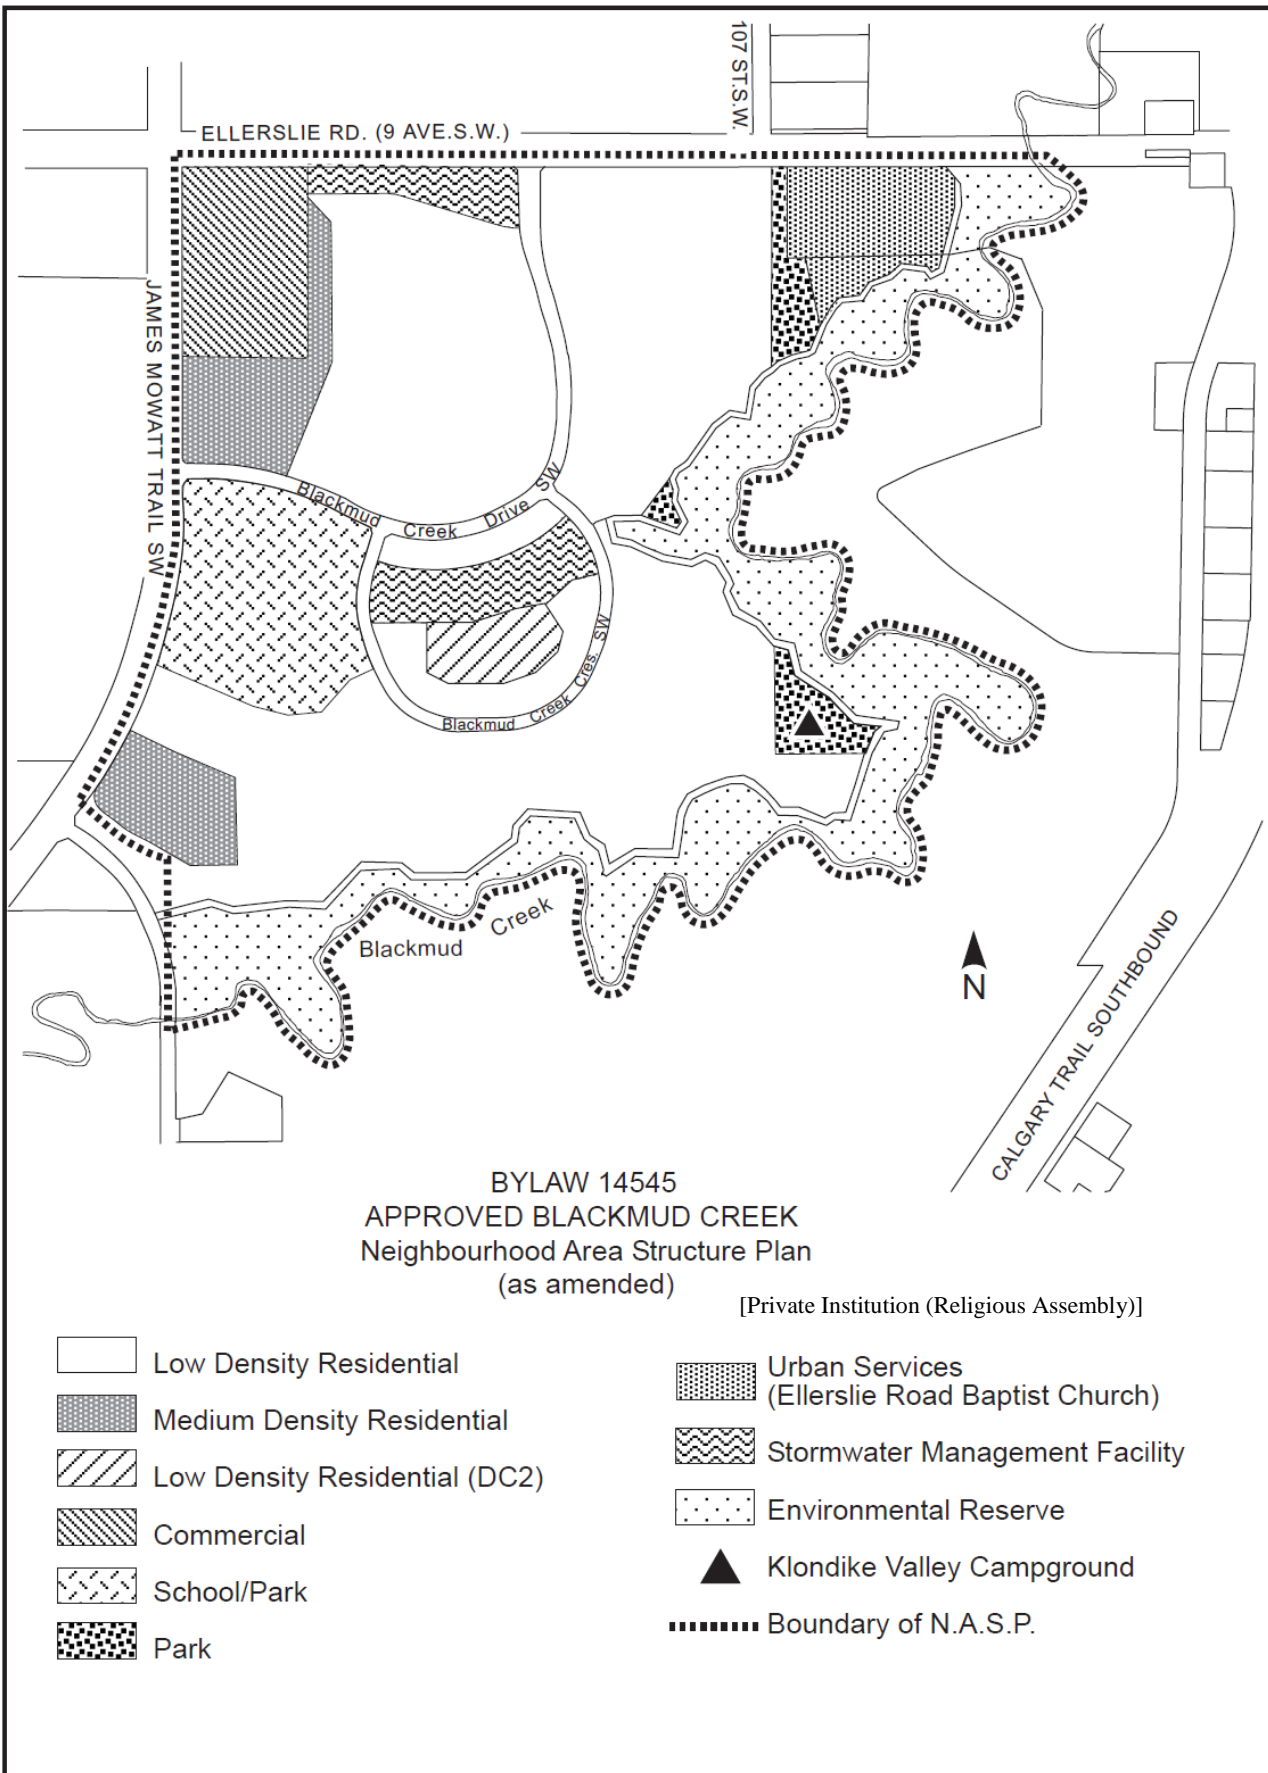 107 ST.S.W.
ELLERSLIE RD. (9 AVE.S.W.)
JAMES MOWATT TRAIL SW
Blackmud Creek Drive SW
Blackmud Creek Cres. SW
Blackmud Creek
N
CALGARY TRAIL SOUTHBOUND
BYLAW 14545
APPROVED BLACKMUD CREEK
Neighbourhood Area Structure Plan
(as amended)
[Private Institution (Religious Assembly)]
Low Density Residential
Medium Density Residential
Low Density Residential (DC2)
Commercial
School/Park
Park
Urban Services
(Ellerslie Road Baptist Church)
Stormwater Management Facility
Environmental Reserve
Klondike Valley Campground
Boundary of N.A.S.P.